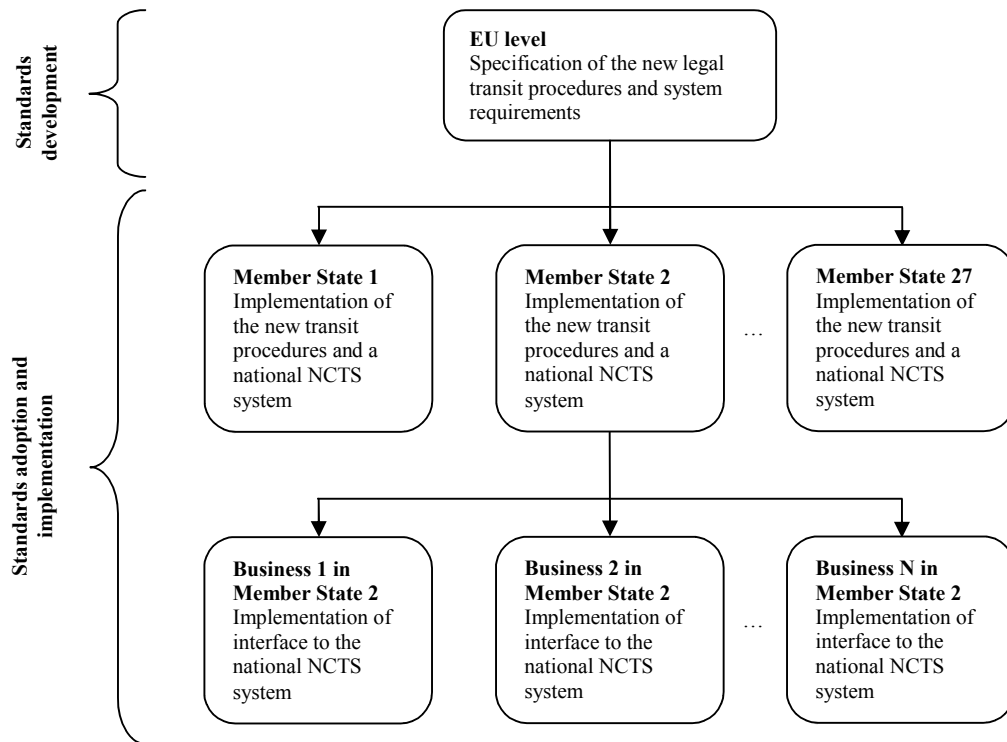 Standards
development
EU level
Specification of the new legal
transit procedures and system
requirements
Standards adoption and
implementation
Member State 1
Implementation of
the new transit
procedures and a
national NCTS
system
Member State 2
Implementation of
the new transit
procedures and a
national NCTS
system
...
Member State 27
Implementation of
the new transit
procedures and a
national NCTS
system
Business 1 in
Member State 2
Implementation of
interface to the
national NCTS
system
Business 2 in
Member State 2
Implementation of
interface to the
national NCTS
system
...
Business N in
Member State 2
Implementation of
interface to the
national NCTS
system